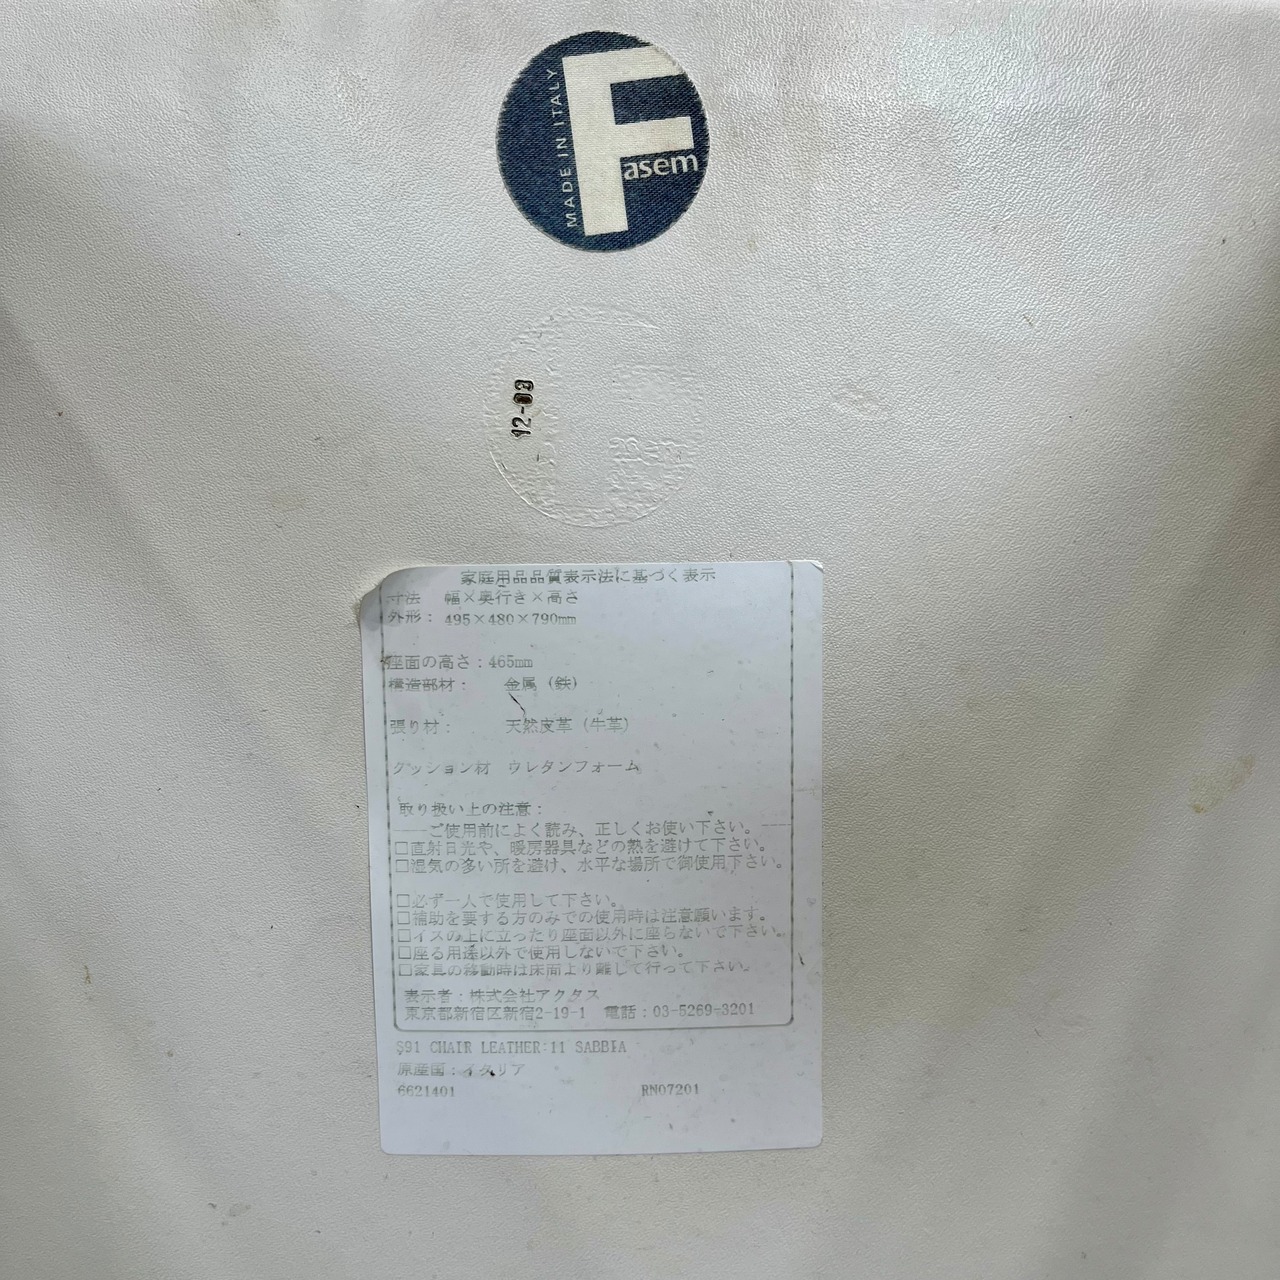 MADE IN ITALY
Fasem
12-03
家庭用品品質表示法に基づく表示
寸法 幅×奥行き×高さ
外形： 495×480×790mm
座面の高さ：465mm
構造部材： 金属（鉄）
張り材： 天然皮革（牛革）
クッション材 ウレタンフォーム
取り扱い上の注意：
ご使用前によく読み、正しくお使い下さい。
□直射日光や、暖房器具などの熱を避けて下さい。
□湿気の多い所を避け、水平な場所で御使用下さい。
□必ず一人で使用して下さい。
□補助を要する方のみでの使用時は注意願います。
□イスの上に立ったり座面以外に座らないで下さい。
□座る用途以外で使用しないで下さい。
□家具の移動時は床面より離して行って下さい。
表示者：株式会社アクタス
東京都新宿区新宿2-19-1 電話：03-5269-3201
S91 CHAIR LEATHER:11 SABBIA
原産国：イタリア
6621401 RN07201